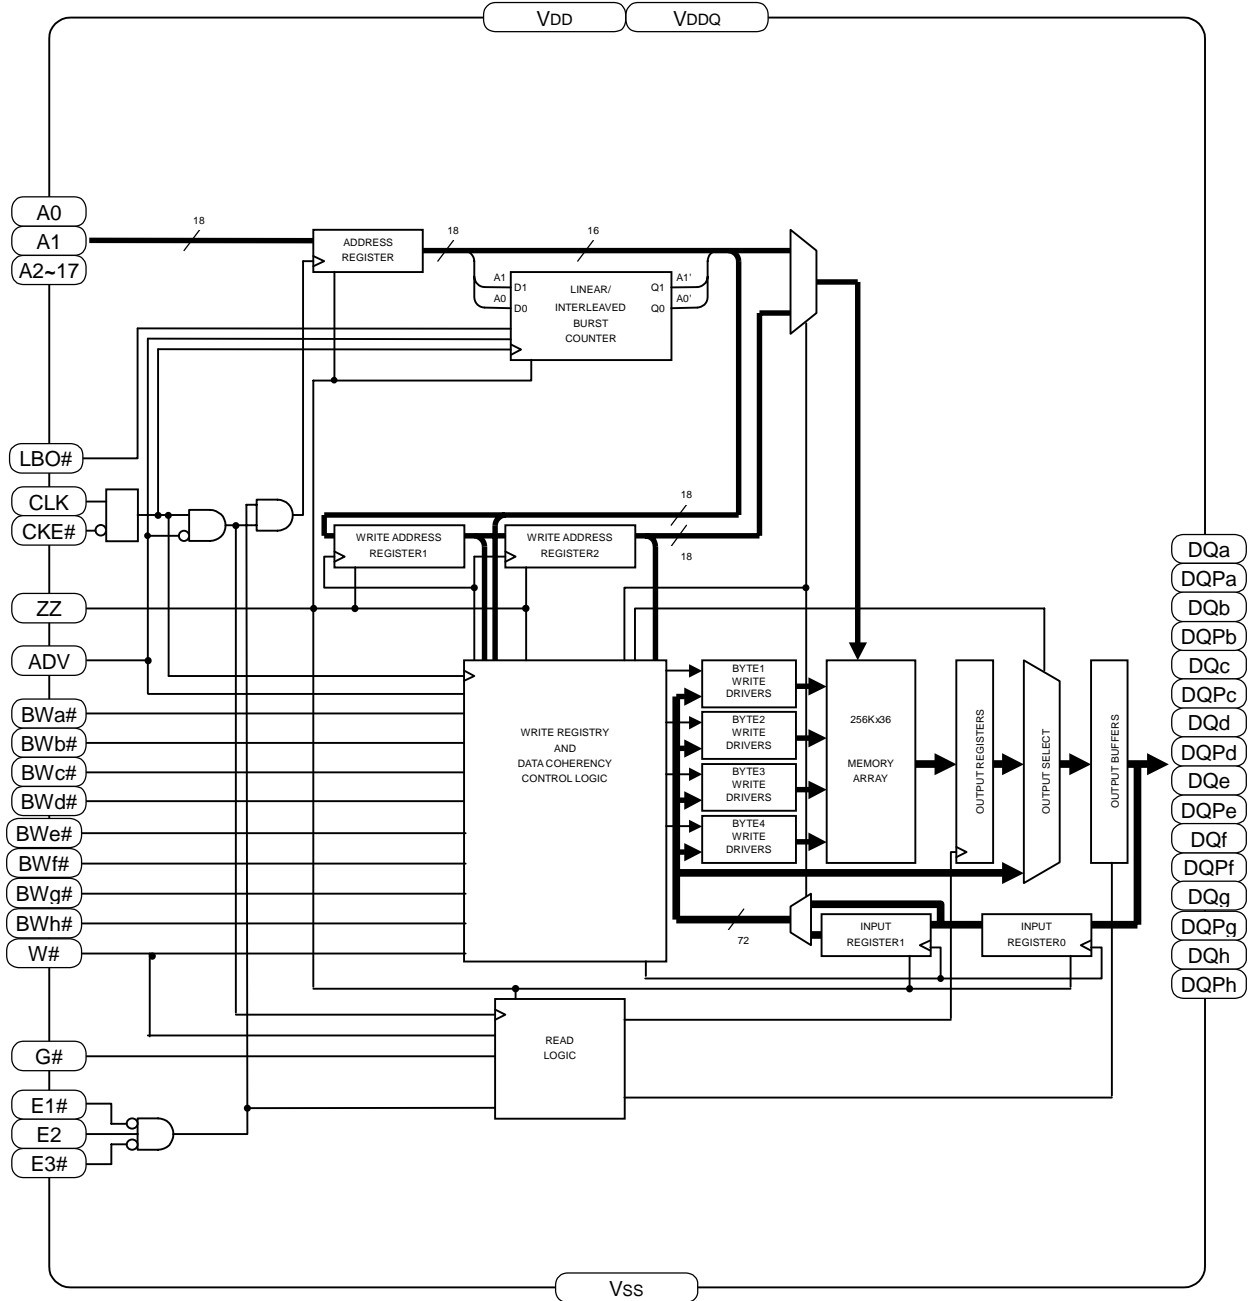 VDD
VDDQ
A0
A1
A2~17
18
ADDRESS
REGISTER
18
16
A1
A0
D1
D0
LINEAR/
INTERLEAVED
BURST
COUNTER
Q1
Q0
A1'
A0'
LBO#
CLK
CKE#
18
18
WRITE ADDRESS
REGISTER1
WRITE ADDRESS
REGISTER2
ZZ
ADV
BWa#
BWb#
BWc#
BWd#
BWe#
BWf#
BWg#
BWh#
W#
WRITE REGISTRY
AND
DATA COHERENCY
CONTROL LOGIC
BYTE1
WRITE
DRIVERS
BYTE2
WRITE
DRIVERS
BYTE3
WRITE
DRIVERS
BYTE4
WRITE
DRIVERS
256Kx36
MEMORY
ARRAY
OUTPUT REGISTERS
OUTPUT SELECT
OUTPUT BUFFERS
72
INPUT
REGISTER1
INPUT
REGISTER0
READ
LOGIC
G#
E1#
E2
E3#
DQa
DQPa
DQb
DQPb
DQc
DQPc
DQd
DQPd
DQe
DQPe
DQf
DQPf
DQg
DQPg
DQh
DQPh
Vss